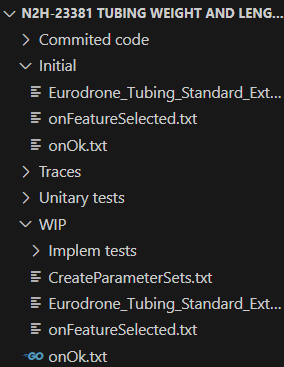 N2H-23381 TUBING WEIGHT AND LENG...
Commited code
Initial
Eurodrone_Tubing_Standard_Ext...
onFeatureSelected.txt
onOk.txt
Traces
Unitary tests
WIP
Implem tests
CreateParameterSets.txt
Eurodrone_Tubing_Standard_Ext...
onFeatureSelected.txt
GO onOk.txt